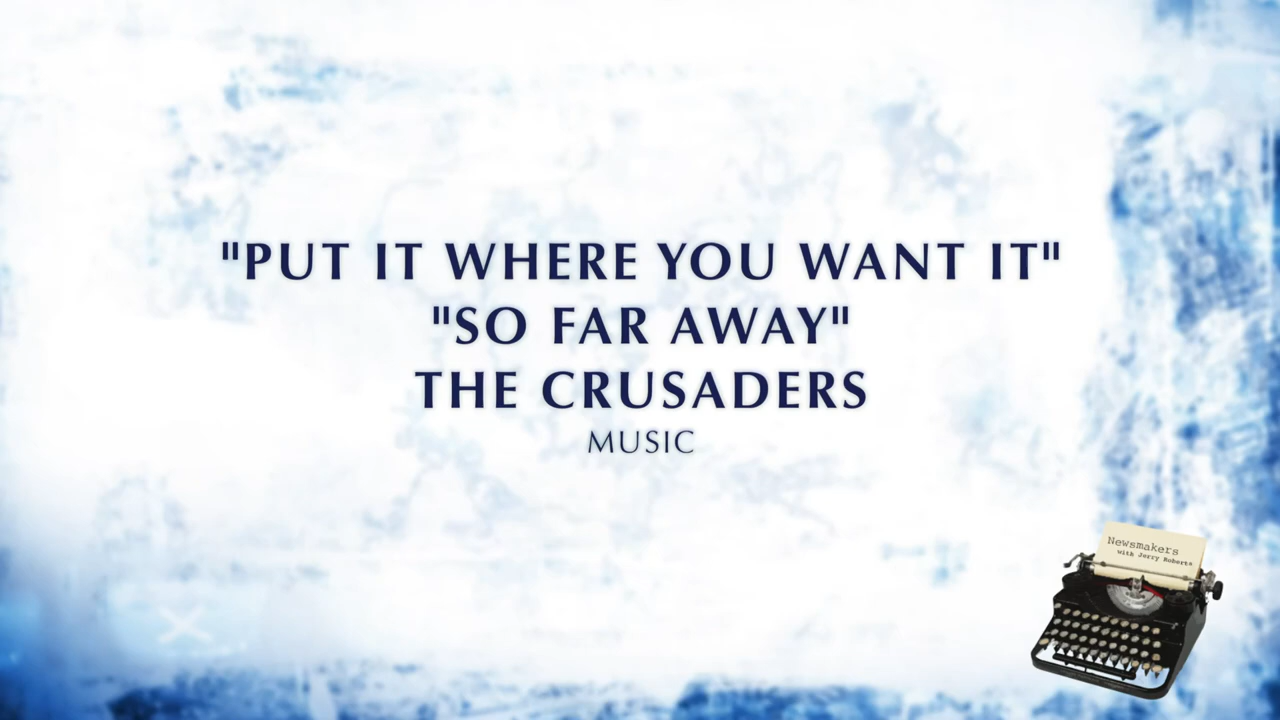 "PUT IT WHERE YOU WANT IT"
"SO FAR AWAY"
THE CRUSADERS
MUSIC
Newsmakers
with Jerry Roberts